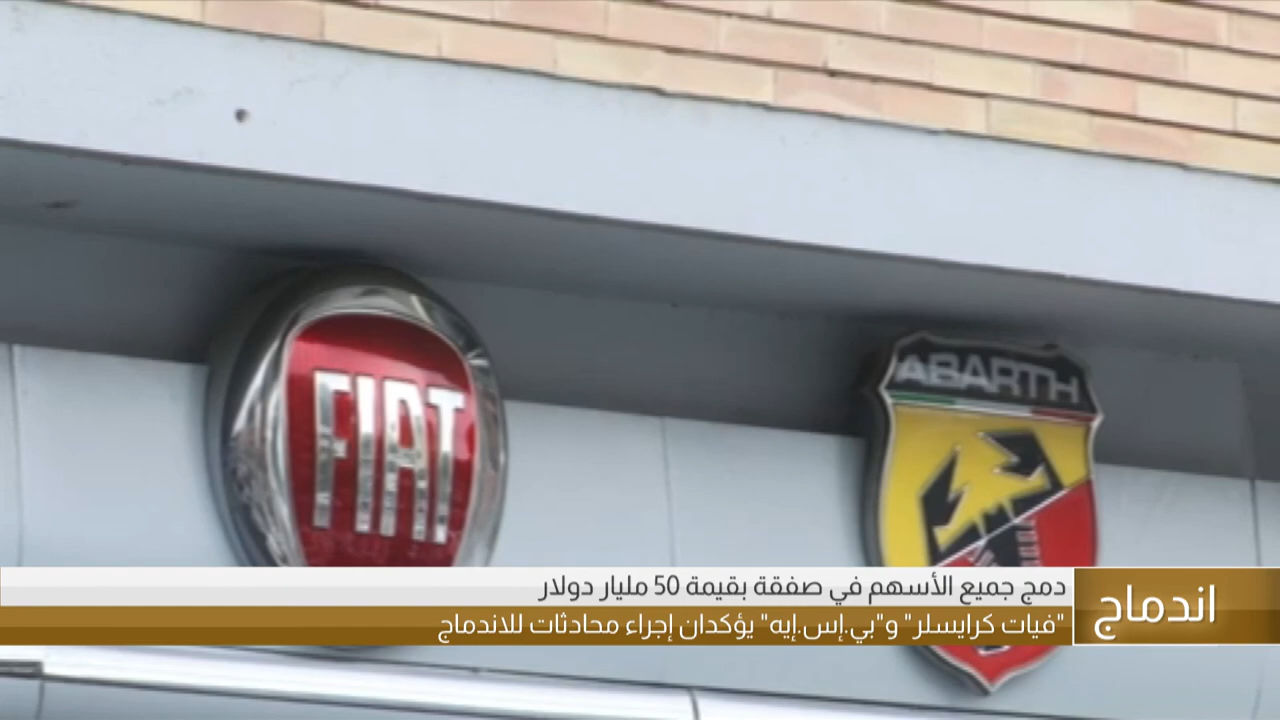 FIAT
ABARTH
اندماج
دمج جميع الأسهم في صفقة بقيمة 50 مليار دولار
"فيات كرايسلر" و"بي.إس.إيه" يؤكدان إجراء محادثات للاندماج